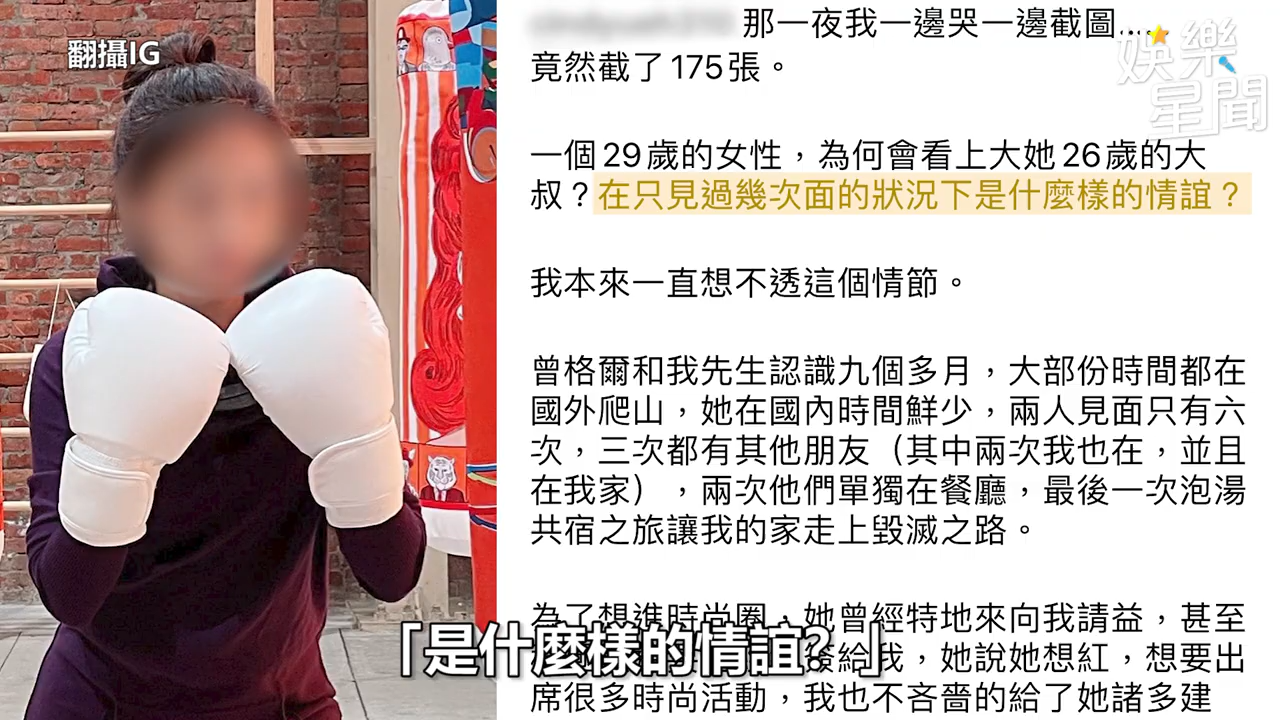 翻攝IG
娛樂
星聞
那一夜我一邊哭一邊截圖……
竟然截了175張。
一個29歲的女性，為何會看上大她26歲的大
叔？在只見過幾次面的狀況下是什麼樣的情誼？
我本來一直想不透這個情節。
曾格爾和我先生認識九個多月，大部份時間都在
國外爬山，她在國內時間鮮少，兩人見面只有六
次，三次都有其他朋友（其中兩次我也在，並且
在我家），兩次他們單獨在餐廳，最後一次泡湯
共宿之旅讓我的家走上毀滅之路。
為了想進時尚圈，她曾經特地來向我請益，甚至
給我，她說她想紅，想要出
席很多時尚活動，我也不吝嗇的給了她諸多建
「是什麼樣的情誼？」